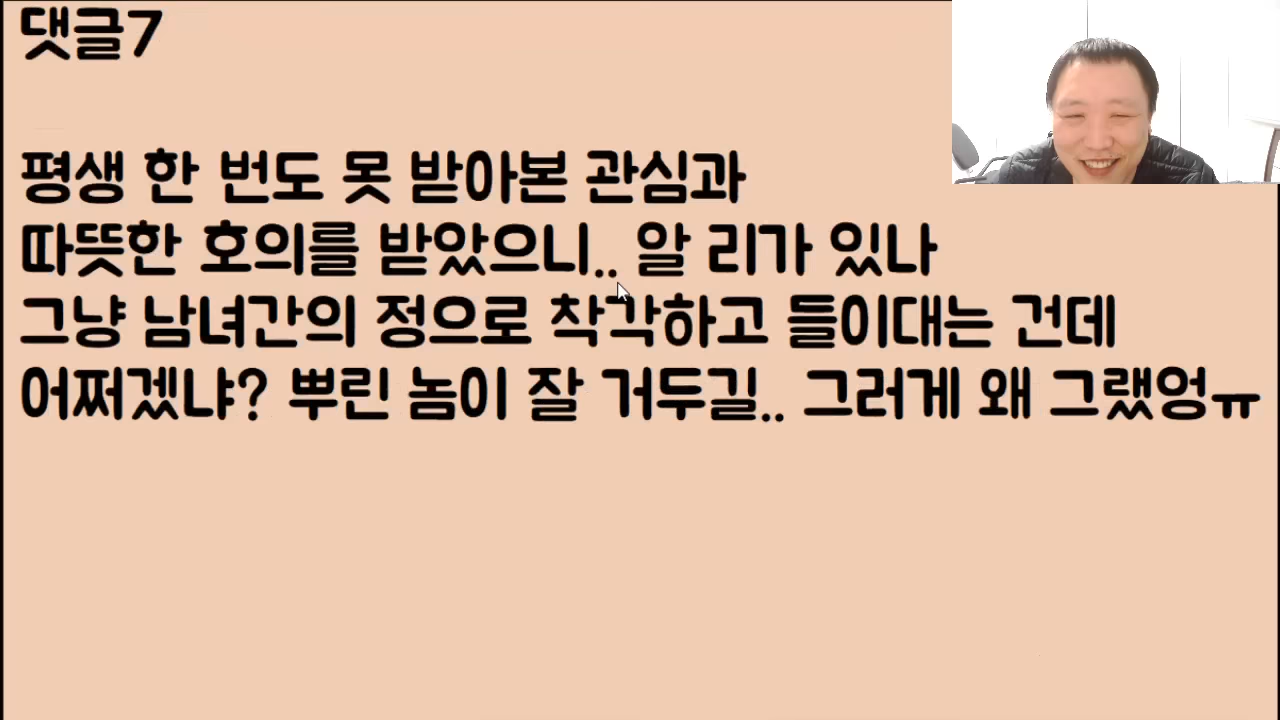 댓글7
평생 한 번도 못 받아본 관심과
따뜻한 호의를 받았으니.. 알 리가 있나
그냥 남녀간의 정으로 착각하고 들이대는 건데
어쩌겠냐? 뿌린 놈이 잘 거두길.. 그러게 왜 그랬엉ㅠ